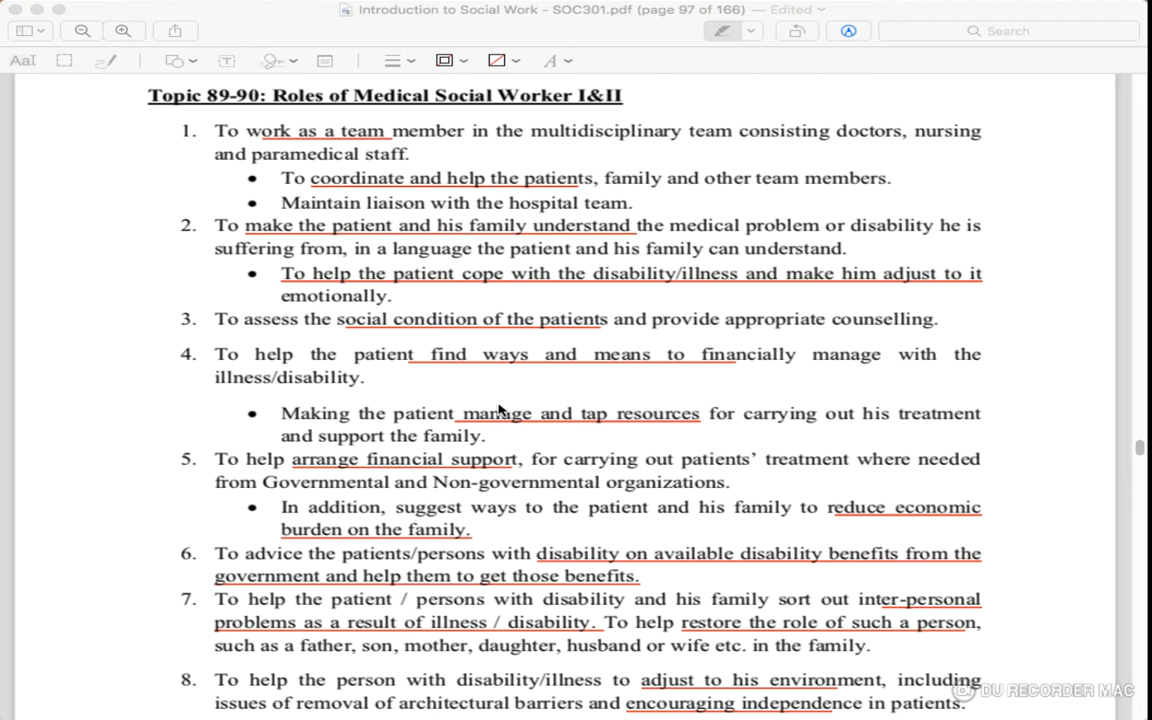 Introduction to Social Work - SOC301.pdf (page 97 of 166) — Edited
Search
AaI
T
A
Topic 89-90: Roles of Medical Social Worker I&II
1. To work as a team member in the multidisciplinary team consisting doctors, nursing
and paramedical staff.
• To coordinate and help the patients, family and other team members.
• Maintain liaison with the hospital team.
2. To make the patient and his family understand the medical problem or disability he is
suffering from, in a language the patient and his family can understand.
• To help the patient cope with the disability/illness and make him adjust to it
emotionally.
3. To assess the social condition of the patients and provide appropriate counselling.
4. To help the patient find ways and means to financially manage with the
illness/disability.
• Making the patient manage and tap resources for carrying out his treatment
and support the family.
5. To help arrange financial support, for carrying out patients’ treatment where needed
from Governmental and Non-governmental organizations.
• In addition, suggest ways to the patient and his family to reduce economic
burden on the family.
6. To advice the patients/persons with disability on available disability benefits from the
government and help them to get those benefits.
7. To help the patient / persons with disability and his family sort out inter-personal
problems as a result of illness / disability. To help restore the role of such a person,
such as a father, son, mother, daughter, husband or wife etc. in the family.
8. To help the person with disability/illness to adjust to his environment, including
issues of removal of architectural barriers and encouraging independence in patients.
DU RECORDER MAC